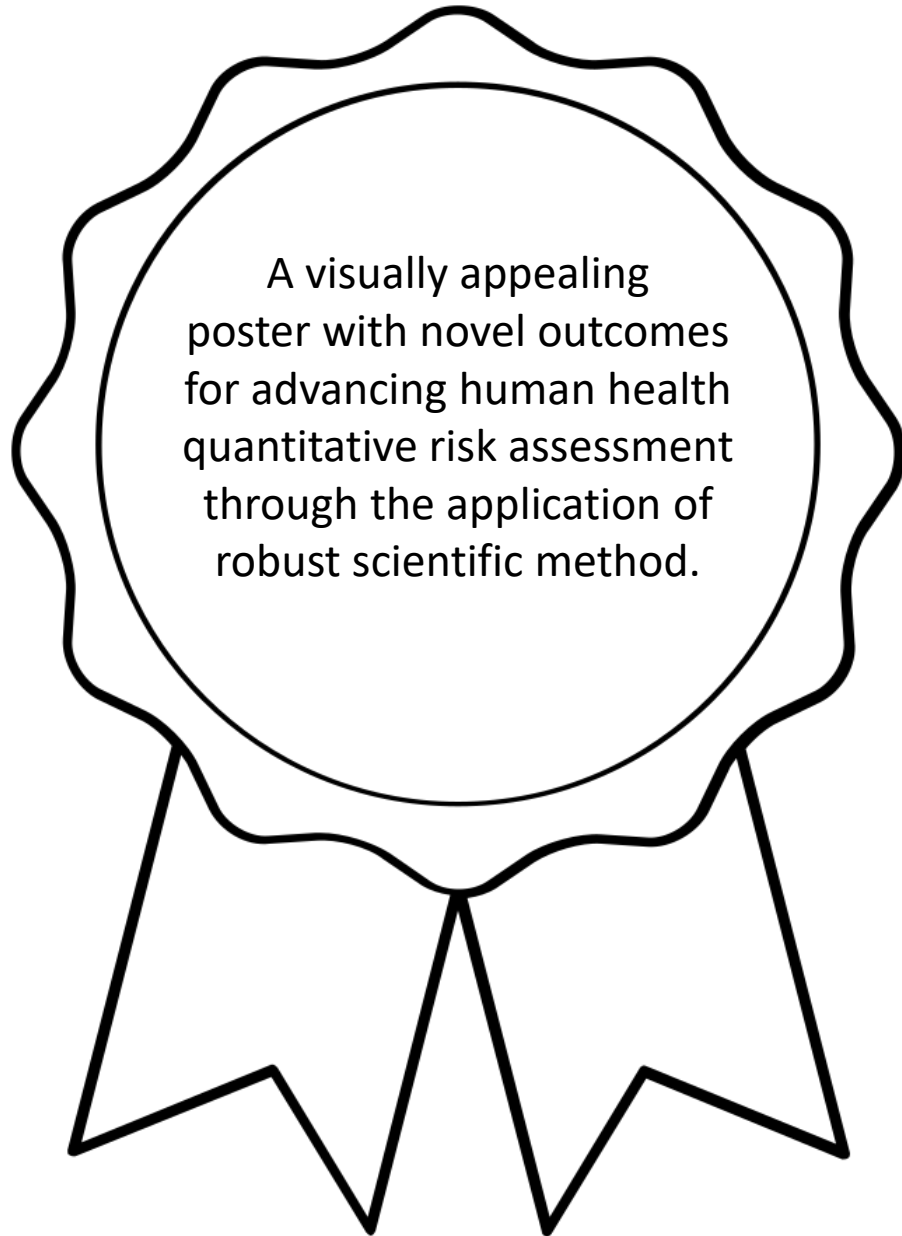 A visually appealing
poster with novel outcomes
for advancing human health
quantitative risk assessment
through the application of
robust scientific method.